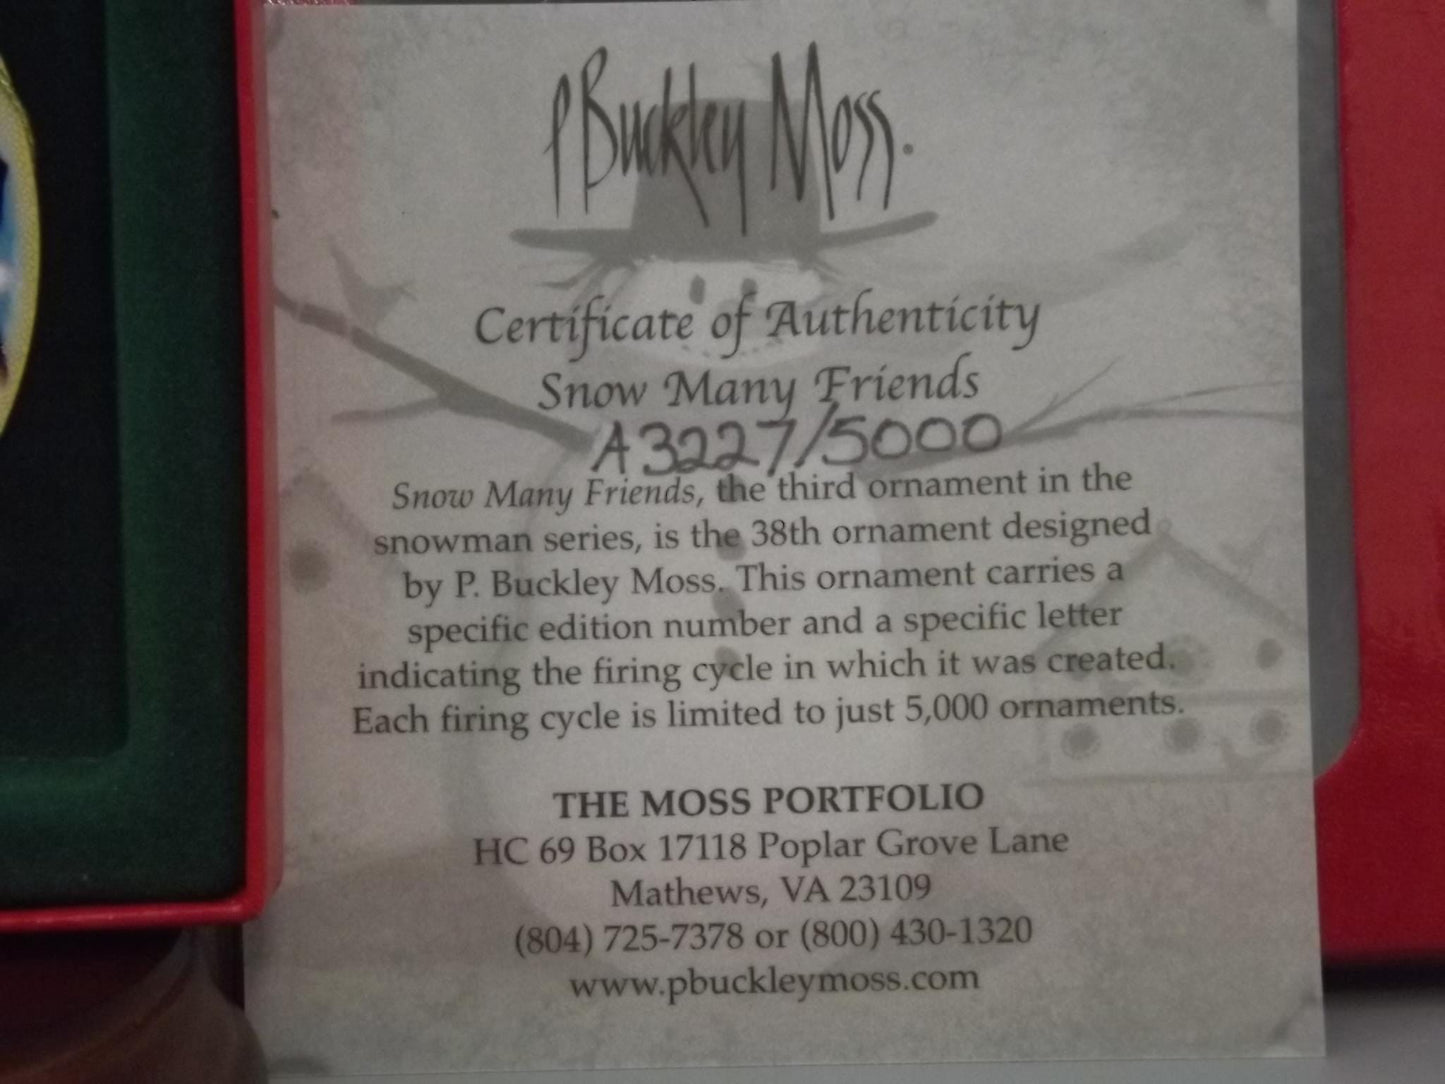 P Buckley Moss.
Certificate of Authenticity
Snow Many Friends
A3227/5000
Snow Many Friends, the third ornament in the
snowman series, is the 38th ornament designed
by P. Buckley Moss. This ornament carries a
specific edition number and a specific letter
indicating the firing cycle in which it was created.
Each firing cycle is limited to just 5,000 ornaments.
THE MOSS PORTFOLIO
HC 69 Box 17118 Poplar Grove Lane
Mathews, VA 23109
(804) 725-7378 or (800) 430-1320
www.pbuckleymoss.com